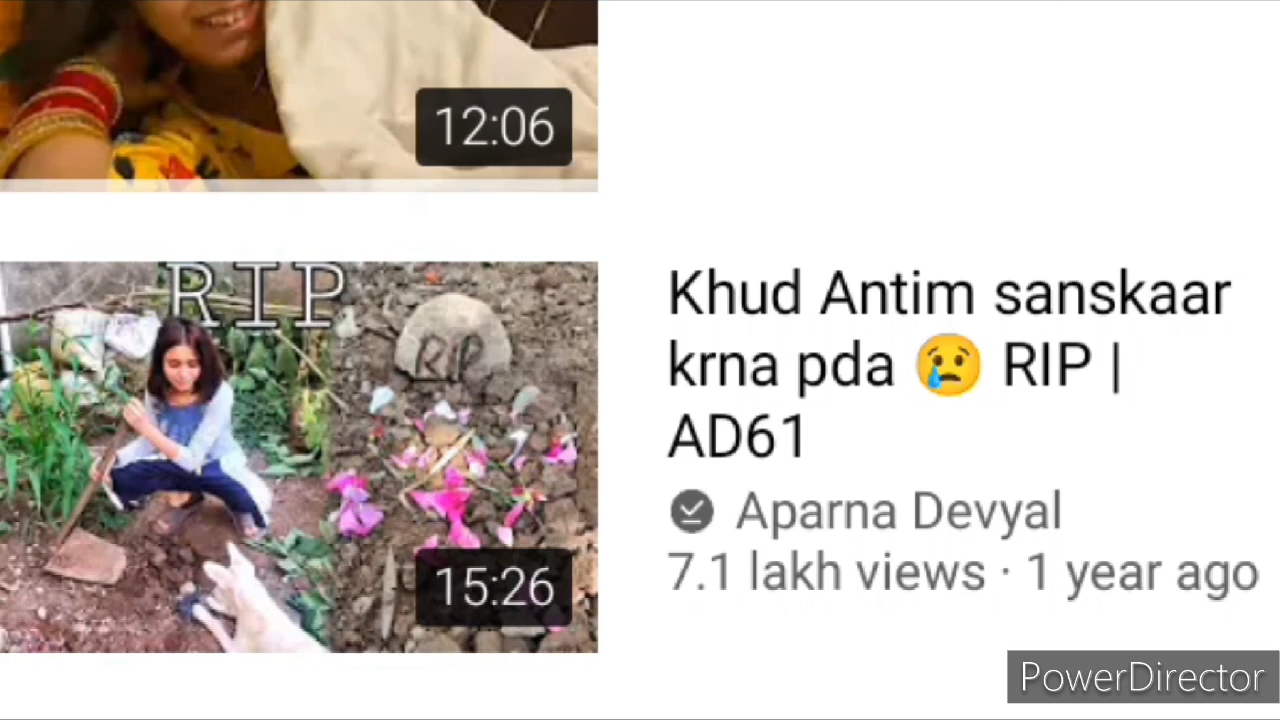 12:06
RIP
RIP
15:26
Khud Antim sanskaar
krna pda 😢 RIP |
AD61
Aparna Devyal
7.1 lakh views · 1 year ago
PowerDirector